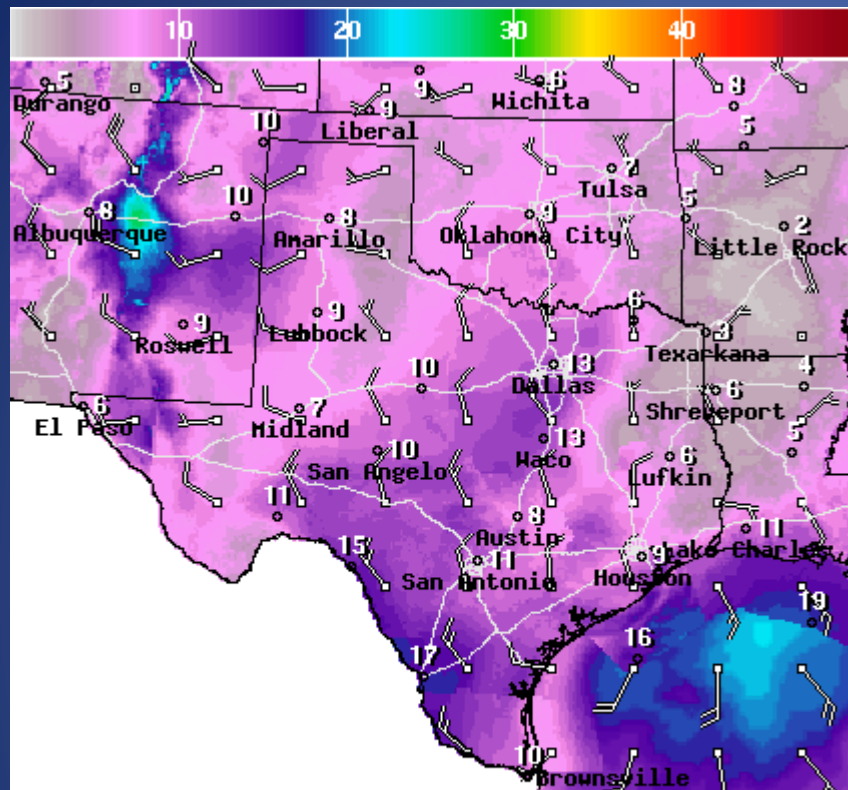 10 20 30 40
5 9 6 8
Durango Wichita
9
Liberal
10 5
7
Tulsa
8 10 8 9 5 2
Albuquerque Amarillo Oklahoma City Little Rock
9 9 6 3
Roswell Lubbock Texarkana
13
10 Dallas 6 4
6 7 Shreveport
El Paso Midland
10 13 6 5
San Angelo Waco Lufkin
11 8 11
Austin Lake Charles
15 11 9
San Antonio Houston
19
17 16
10
Brownsville